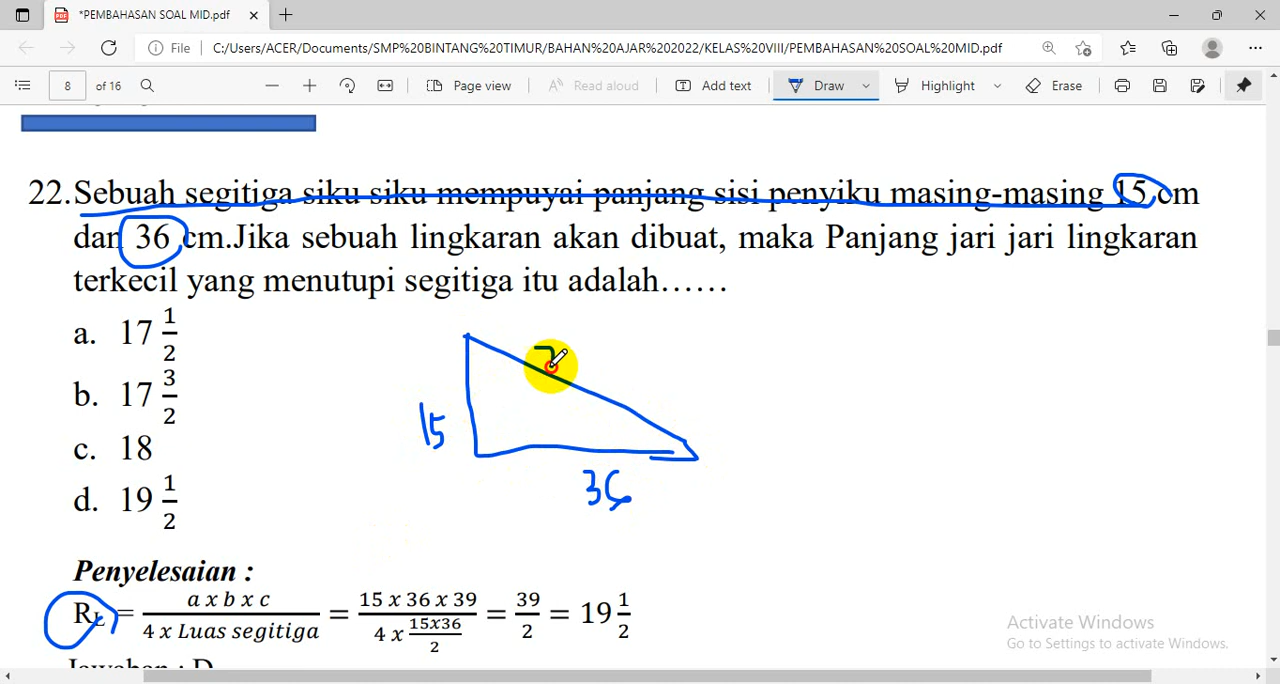 *PEMBAHASAN SOAL MID.pdf
File C:/Users/ACER/Documents/SMP%20BINTANG%20TIMUR/BAHAN%20AJAR%202022/KELAS%20VIII/PEMBAHASAN%20SOAL%20MID.pdf
8 of 16 Page view Read aloud Add text Draw Highlight Erase
22. Sebuah segitiga siku siku mempuyai panjang sisi penyiku masing-masing 15 cm
dan 36 cm.Jika sebuah lingkaran akan dibuat, maka Panjang jari jari lingkaran
terkecil yang menutupi segitiga itu adalah……
a. 17 1/2
b. 17 3/2
c. 18
d. 19 1/2
15
36
Penyelesaian :
R_L = (a x b x c)/(4 x Luas segitiga) = (15 x 36 x 39)/(4 x (15x36)/2) = 39/2 = 19 1/2
Jawaban : D
Activate Windows
Go to Settings to activate Windows.